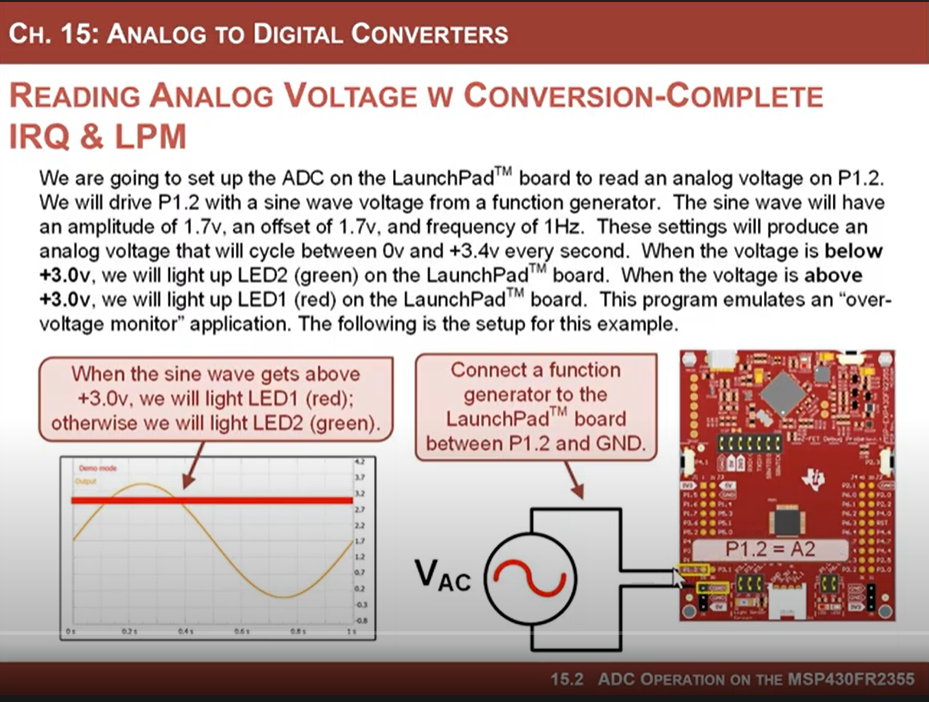 CH. 15: ANALOG TO DIGITAL CONVERTERS
READING ANALOG VOLTAGE W CONVERSION-COMPLETE
IRQ & LPM
We are going to set up the ADC on the LaunchPad™ board to read an analog voltage on P1.2.
We will drive P1.2 with a sine wave voltage from a function generator. The sine wave will have
an amplitude of 1.7v, an offset of 1.7v, and frequency of 1Hz. These settings will produce an
analog voltage that will cycle between 0v and +3.4v every second. When the voltage is below
+3.0v, we will light up LED2 (green) on the LaunchPad™ board. When the voltage is above
+3.0v, we will light up LED1 (red) on the LaunchPad™ board. This program emulates an “over-
voltage monitor” application. The following is the setup for this example.
When the sine wave gets above
+3.0v, we will light LED1 (red);
otherwise we will light LED2 (green).
Connect a function
generator to the
LaunchPad™ board
between P1.2 and GND.
Demo mode
Output
4.2
3.7
3.2
2.7
2.2
1.7
1.2
0.7
0.2
-0.3
-0.8
0 s 0.2 s 0.4 s 0.6 s 0.8 s 1 s
VAC
P1.2 = A2
15.2 ADC OPERATION ON THE MSP430FR2355